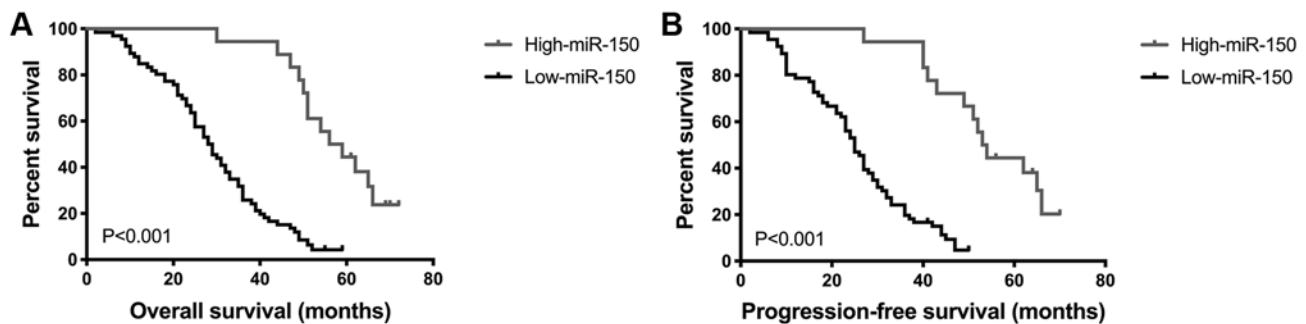 A
Percent survival
100
80
60
40
20
0
P<0.001
0 20 40 60 80
Overall survival (months)
High-miR-150
Low-miR-150
B
Percent survival
100
80
60
40
20
0
P<0.001
0 20 40 60 80
Progression-free survival (months)
High-miR-150
Low-miR-150